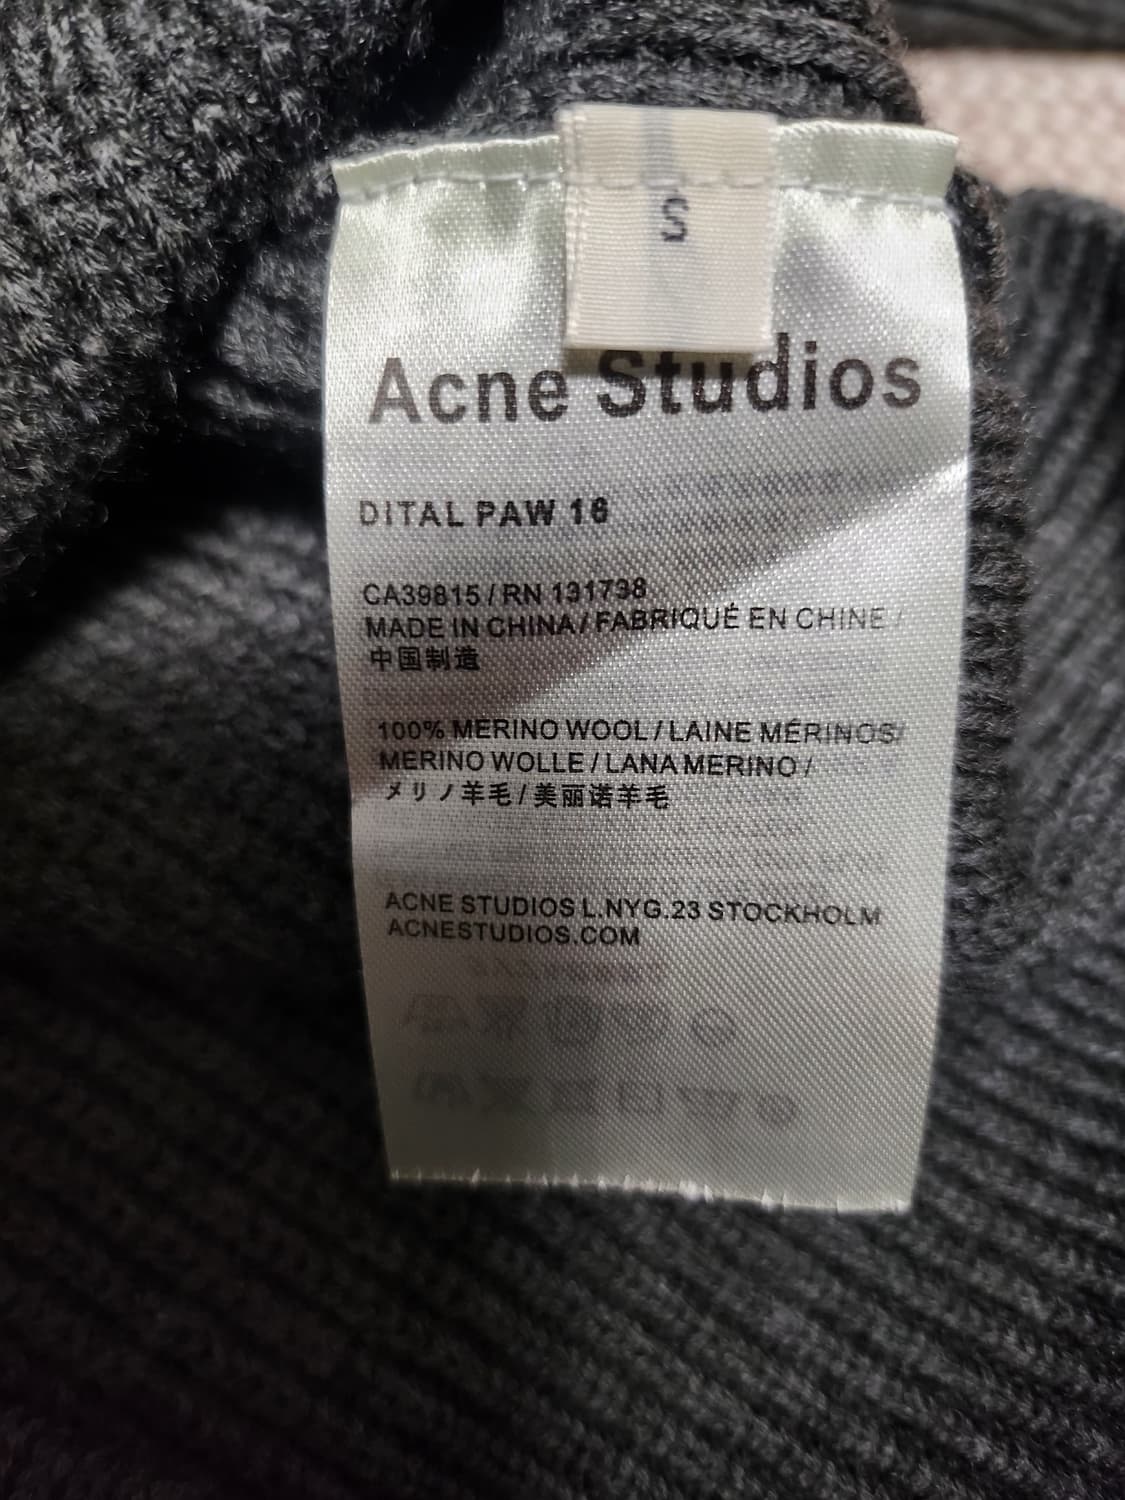 S
Acne Studios
DITAL PAW 16
CA39815 / RN 131738
MADE IN CHINA / FABRIQUÉ EN CHINE /
中国制造
100% MERINO WOOL / LAINE MÉRINOS/
MERINO WOLLE / LANA MERINO /
メリノ羊毛 / 美丽诺羊毛
ACNE STUDIOS L.NYG.23 STOCKHOLM
ACNESTUDIOS.COM